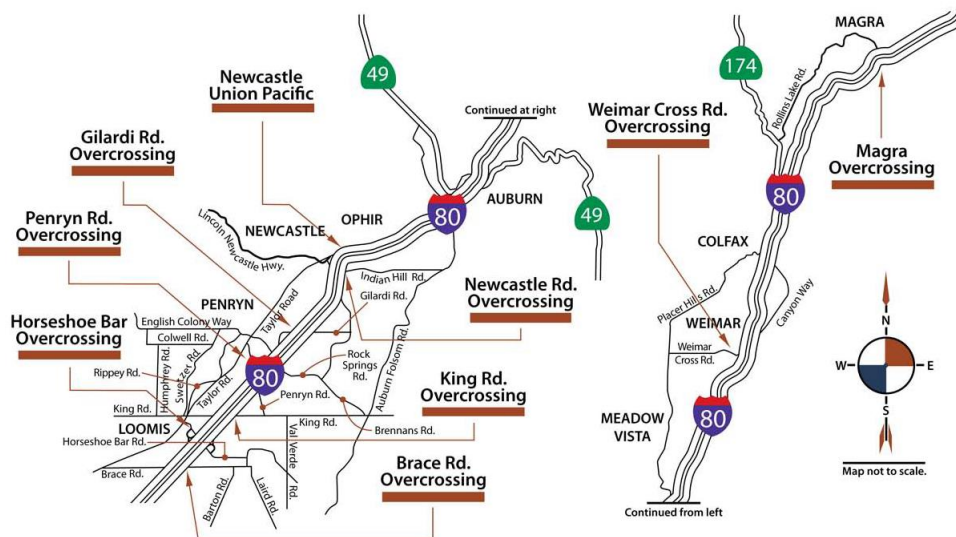 MAGRA
49
174
Rollins Lake Rd.
Newcastle
Union Pacific
Continued at right
Weimar Cross Rd.
Overcrossing
Gilardi Rd.
Overcrossing
Magra
Overcrossing
80
AUBURN
80
49
Penryn Rd.
Overcrossing
Lincoln Newcastle Hwy.
NEWCASTLE
OPHIR
COLFAX
Indian Hill Rd.
Newcastle Rd.
Overcrossing
Placer Hills Rd.
Canyon Way
PENRYN
Taylor Road
Gilardi Rd.
Horseshoe Bar
Overcrossing
English Colony Way
Colwell Rd.
WEIMAR
Weimar
Cross Rd.
N
W
E
S
Rippey Rd.
Humphrey Rd.
Swetzer Rd.
Taylor Rd.
80
Rock
Springs
Rd.
Auburn Folsom Rd.
King Rd.
Overcrossing
80
King Rd.
Penryn Rd.
King Rd.
Brennans Rd.
MEADOW
VISTA
LOOMIS
Horseshoe Bar Rd.
Val Verde
Rd.
Brace Rd.
Overcrossing
Brace Rd.
Barton Rd.
Laird Rd.
Map not to scale.
Continued from left